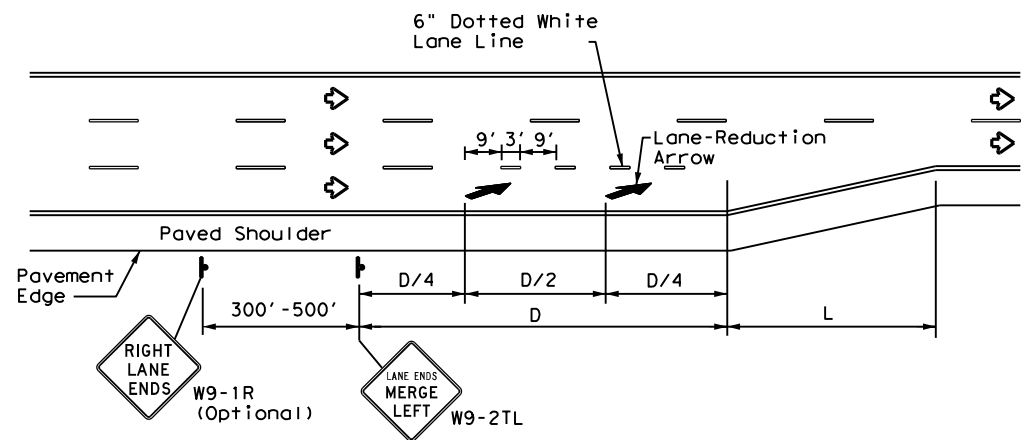 6" Dotted White
Lane Line
9' 3' 9'
Lane-Reduction
Arrow
Paved Shoulder
Pavement
Edge
D/4 D/2 D/4
300'-500' D L
RIGHT
LANE
ENDS
W9-1R
(Optional)
LANE ENDS
MERGE
LEFT
W9-2TL